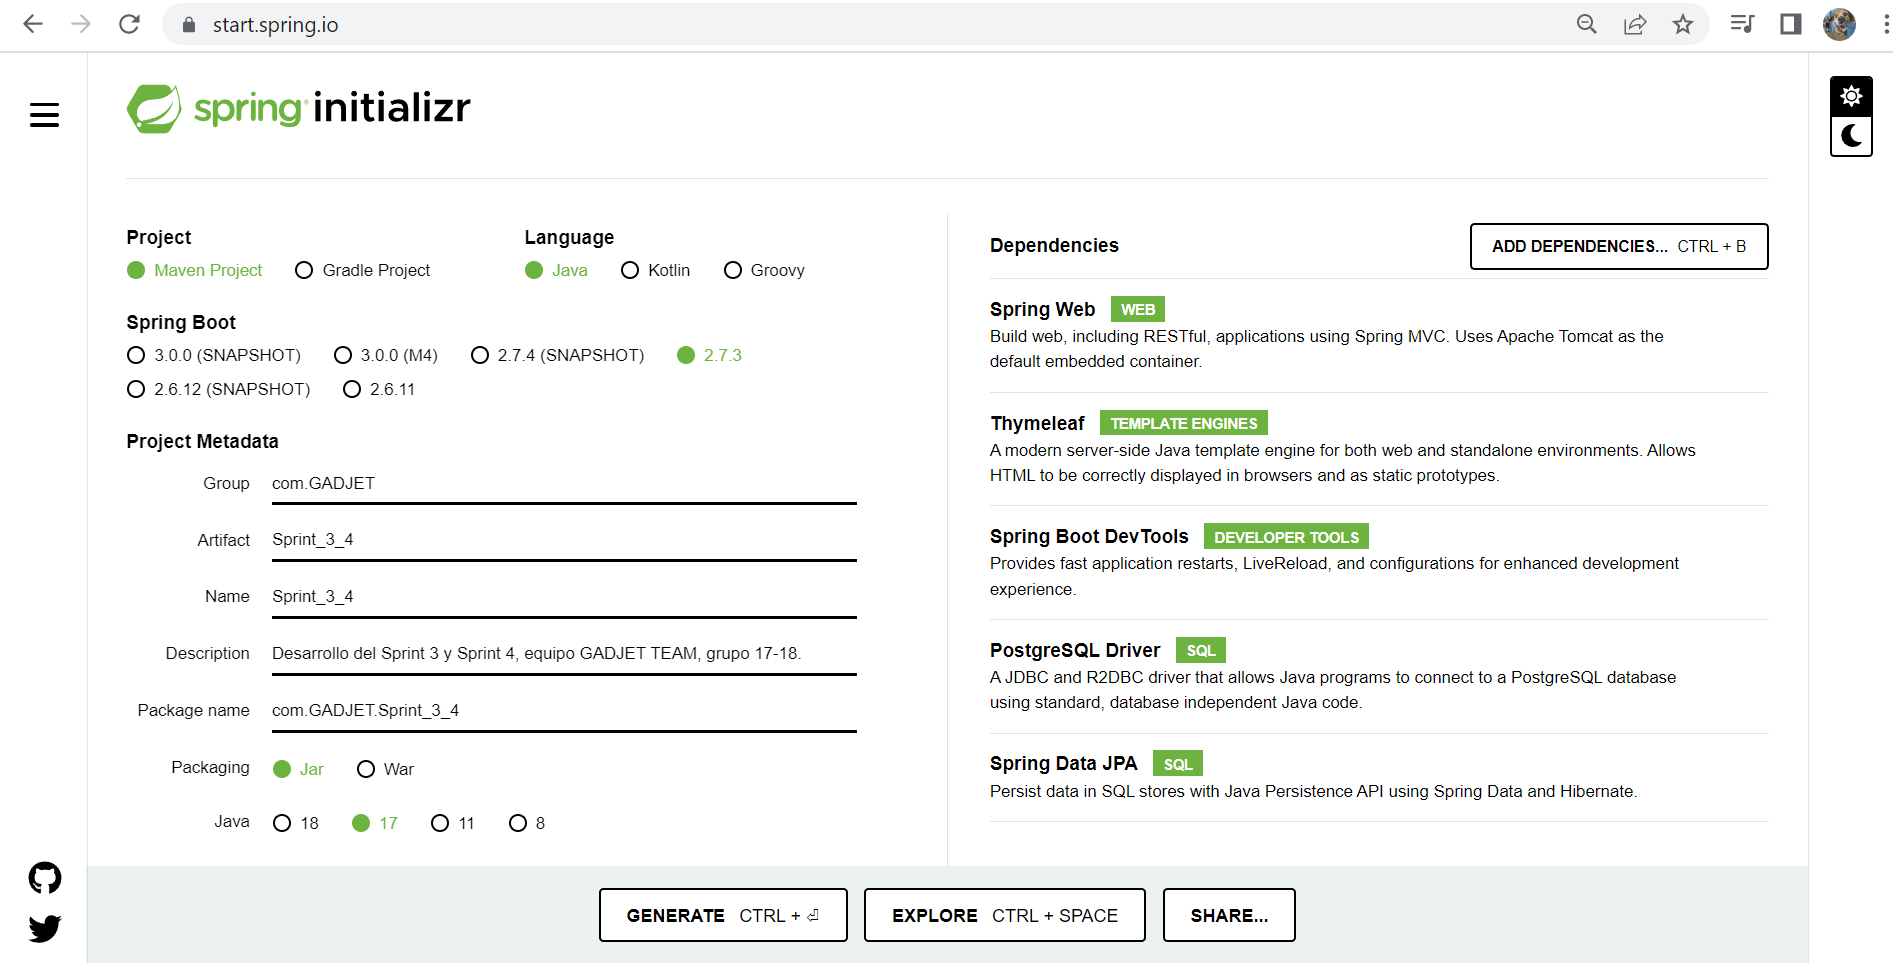 start.spring.io
spring initializr
Project
Maven Project Gradle Project
Language
Java Kotlin Groovy
Spring Boot
3.0.0 (SNAPSHOT) 3.0.0 (M4) 2.7.4 (SNAPSHOT) 2.7.3
2.6.12 (SNAPSHOT) 2.6.11
Project Metadata
Group com.GADJET
Artifact Sprint_3_4
Name Sprint_3_4
Description Desarrollo del Sprint 3 y Sprint 4, equipo GADJET TEAM, grupo 17-18.
Package name com.GADJET.Sprint_3_4
Packaging Jar War
Java 18 17 11 8
Dependencies
ADD DEPENDENCIES... CTRL + B
Spring Web WEB
Build web, including RESTful, applications using Spring MVC. Uses Apache Tomcat as the
default embedded container.
Thymeleaf TEMPLATE ENGINES
A modern server-side Java template engine for both web and standalone environments. Allows
HTML to be correctly displayed in browsers and as static prototypes.
Spring Boot DevTools DEVELOPER TOOLS
Provides fast application restarts, LiveReload, and configurations for enhanced development
experience.
PostgreSQL Driver SQL
A JDBC and R2DBC driver that allows Java programs to connect to a PostgreSQL database
using standard, database independent Java code.
Spring Data JPA SQL
Persist data in SQL stores with Java Persistence API using Spring Data and Hibernate.
GENERATE CTRL + ⏎
EXPLORE CTRL + SPACE
SHARE...